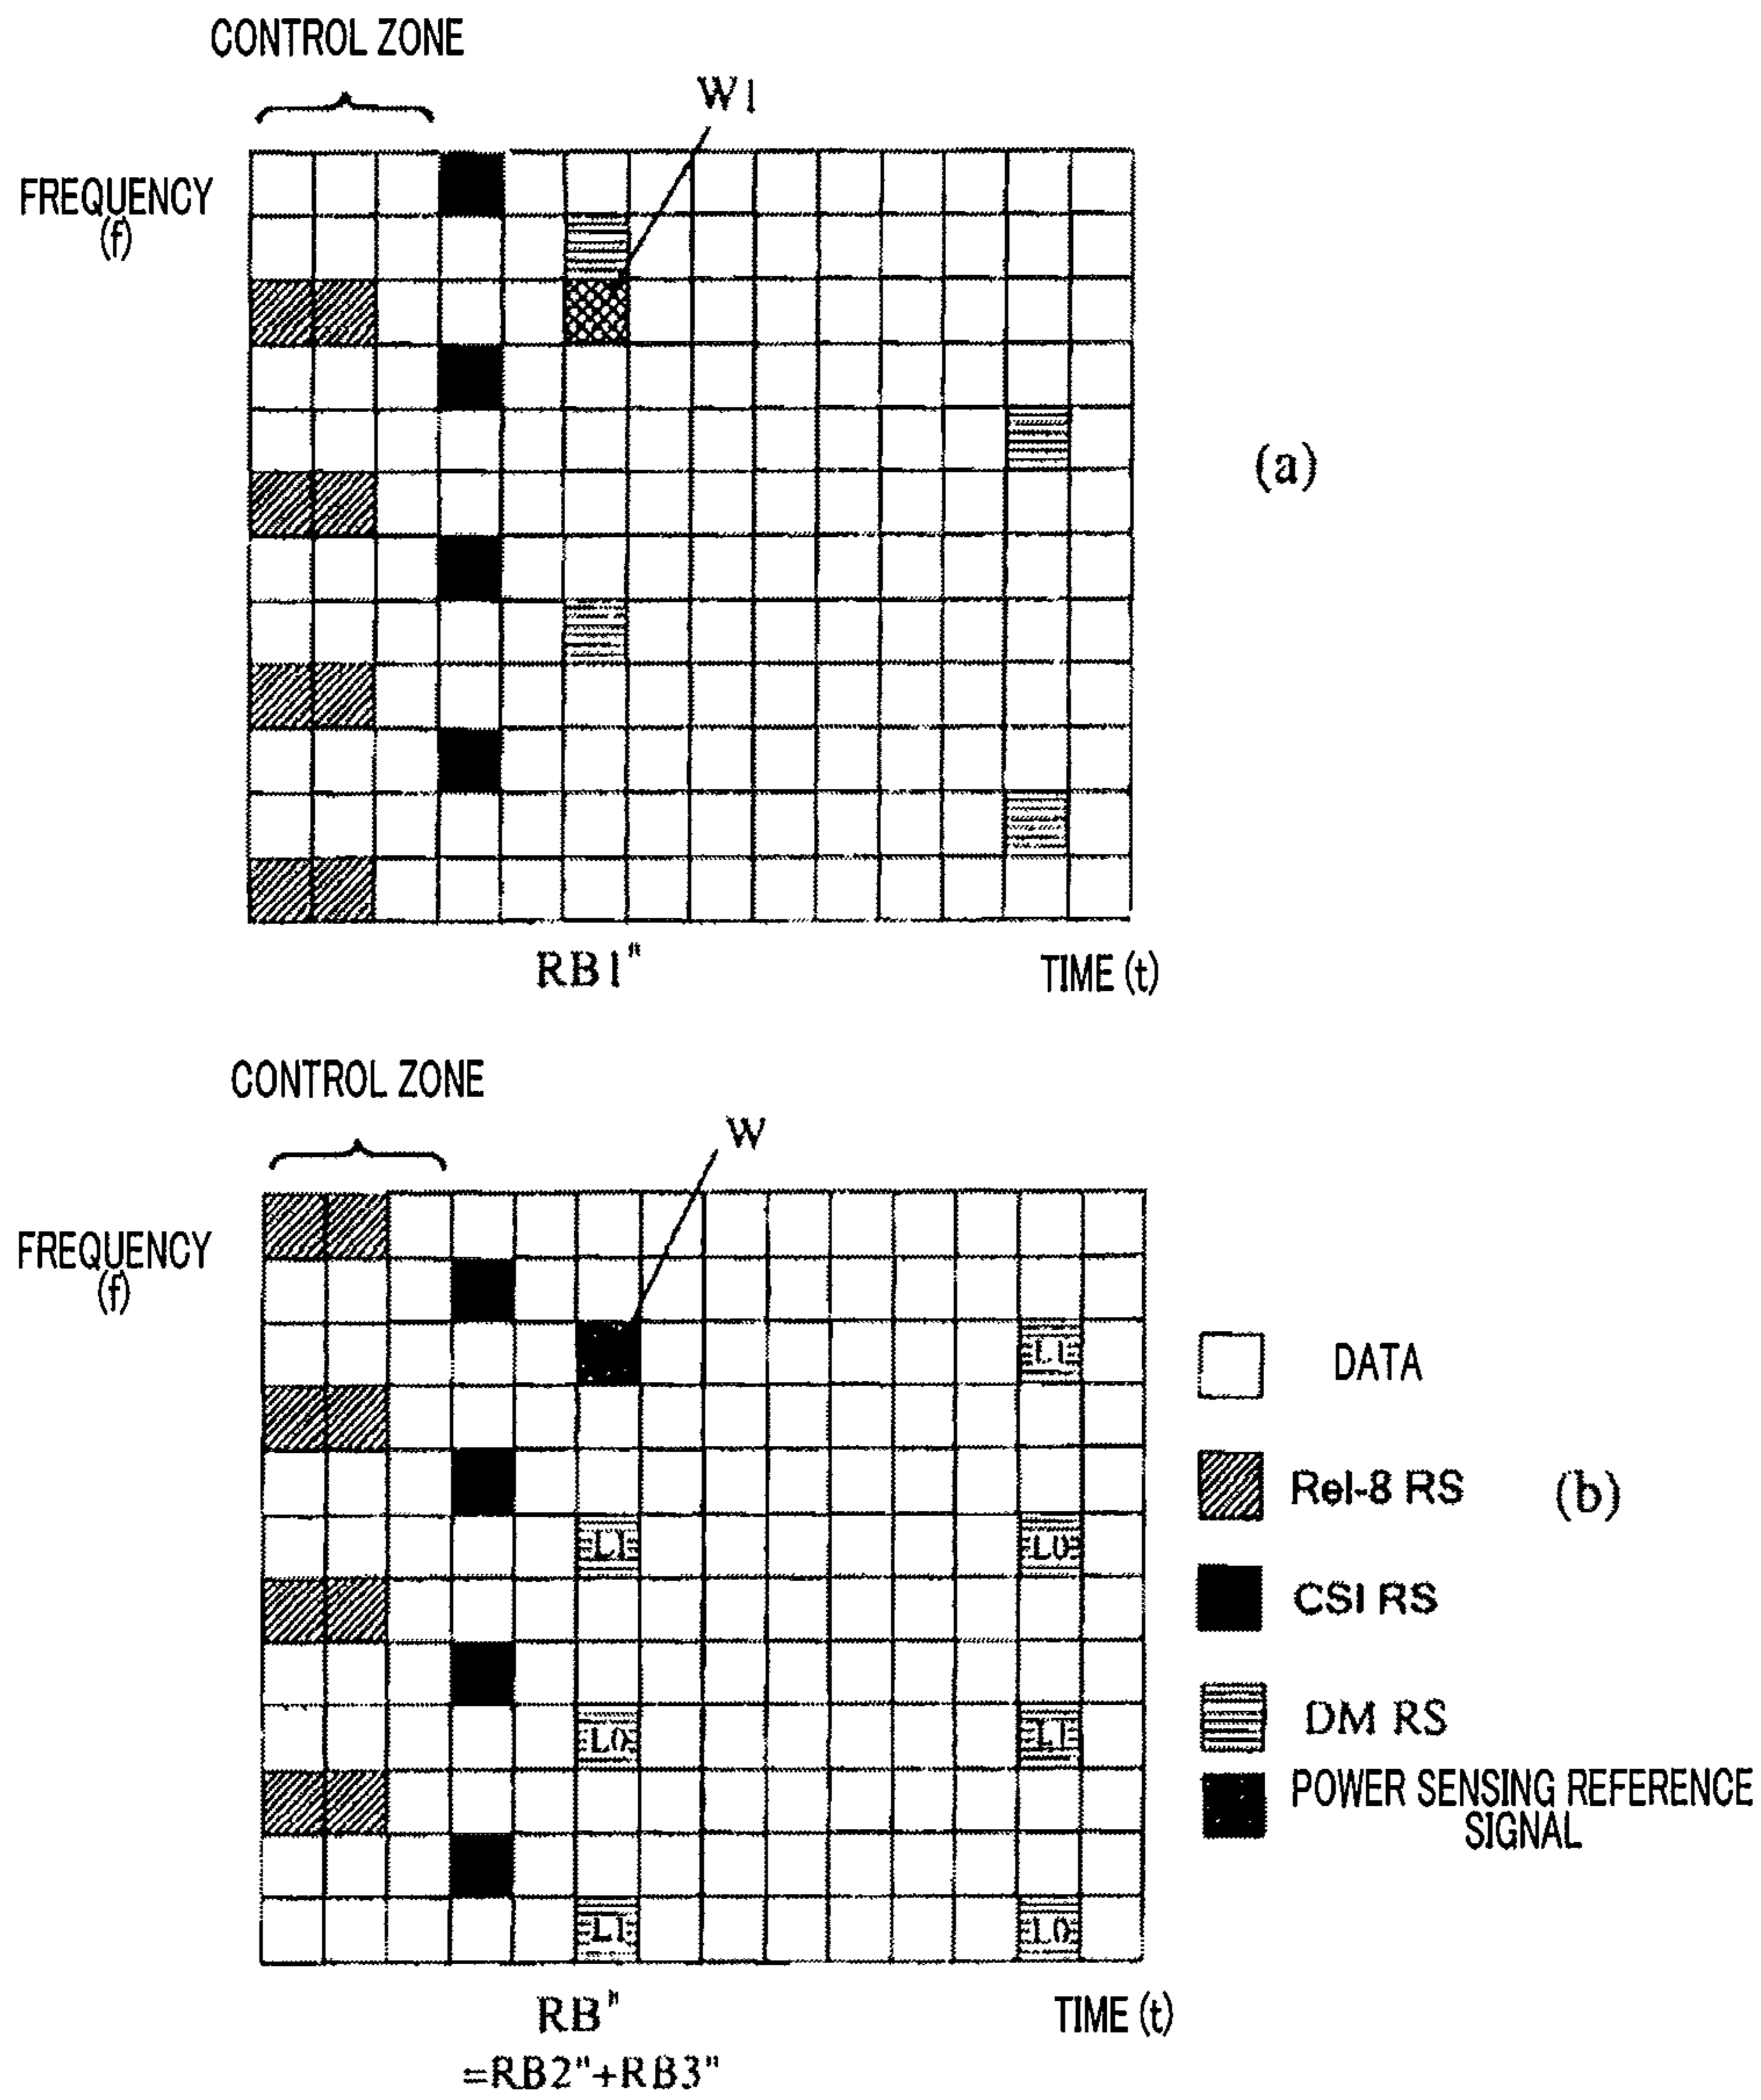 CONTROL ZONE
W1
FREQUENCY
(f)
(a)
RB1"
TIME (t)
CONTROL ZONE
W
FREQUENCY
(f)
L1
L1
L0
L0
L1
L1
L0
DATA
Rel-8 RS
(b)
CSI RS
DM RS
POWER SENSING REFERENCE
SIGNAL
RB"
=RB2"+RB3"
TIME (t)